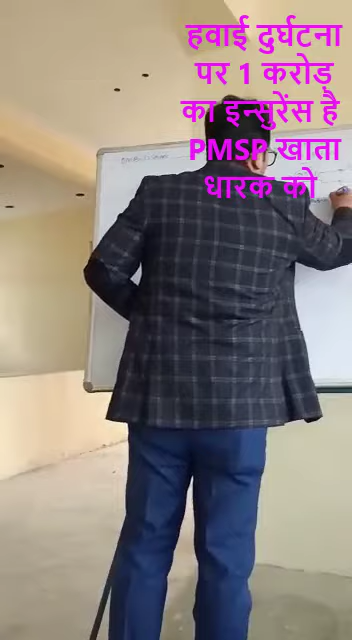 हवाई दुर्घटना
पर 1 करोड़
का इन्सुरेंस है
PMSP खाता
धारक को